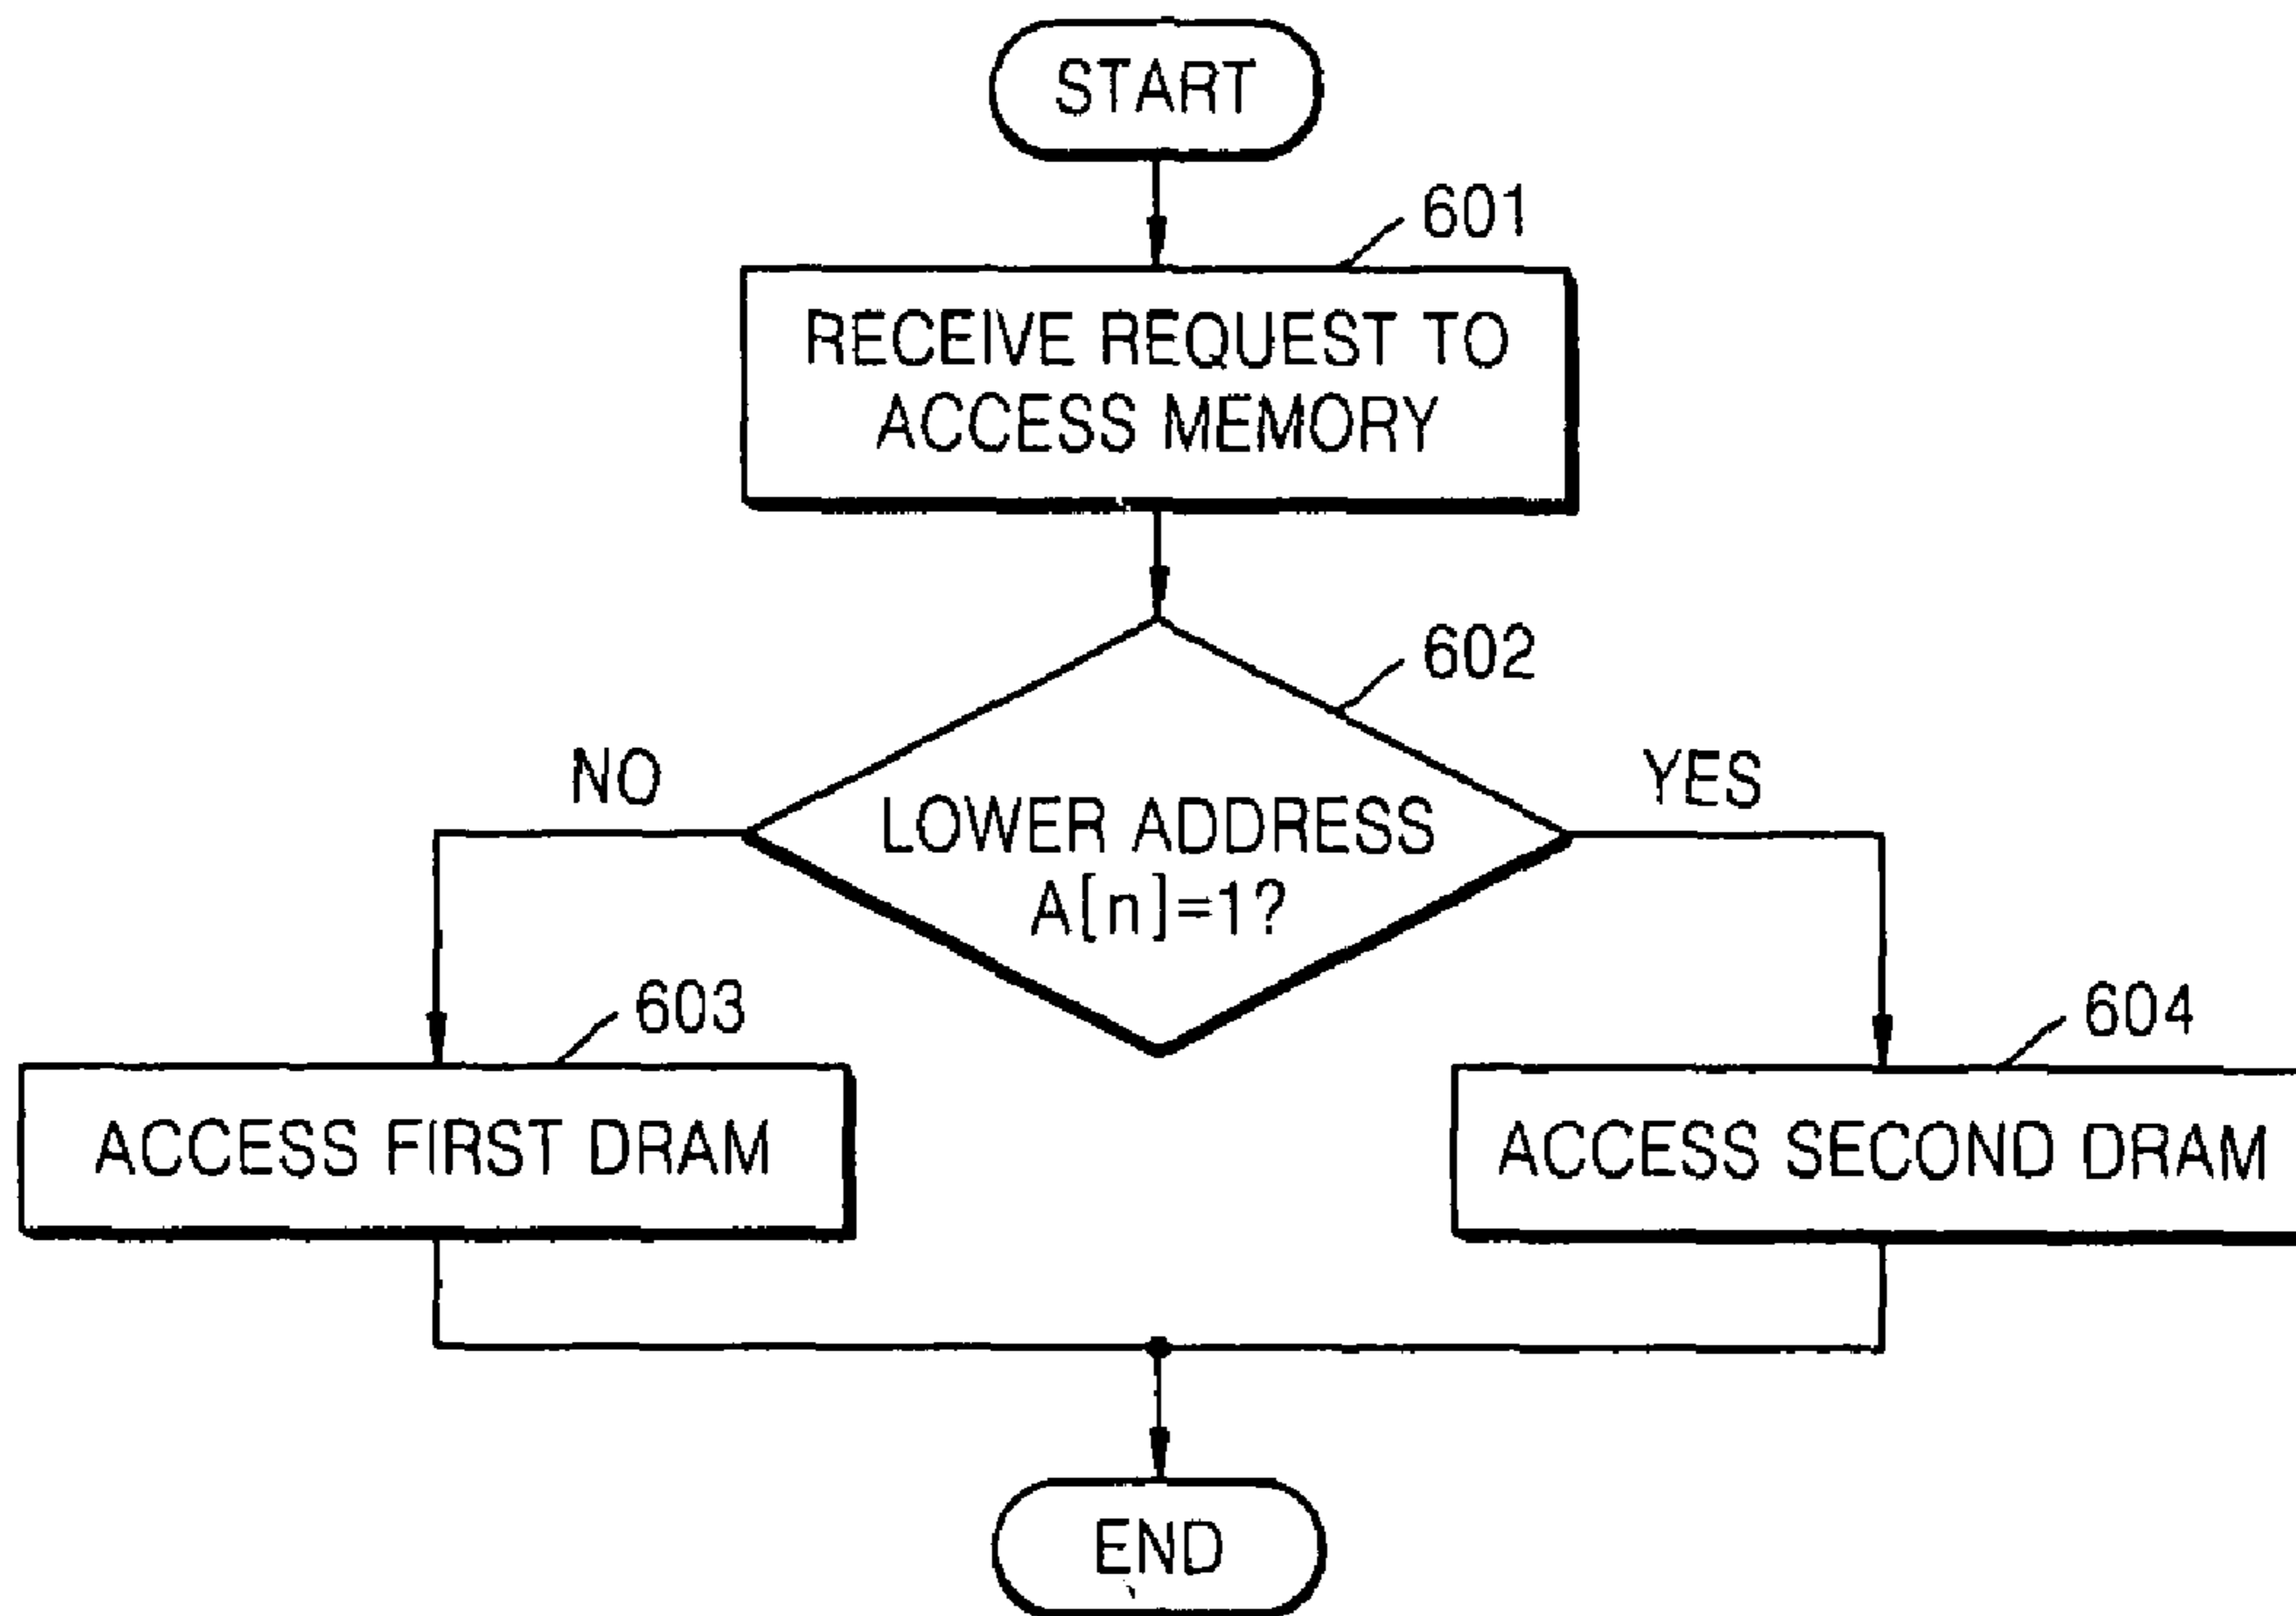 START
601
RECEIVE REQUEST TO
ACCESS MEMORY
602
NO
YES
LOWER ADDRESS
A[n]=1?
603
604
ACCESS FIRST DRAM
ACCESS SECOND DRAM
END